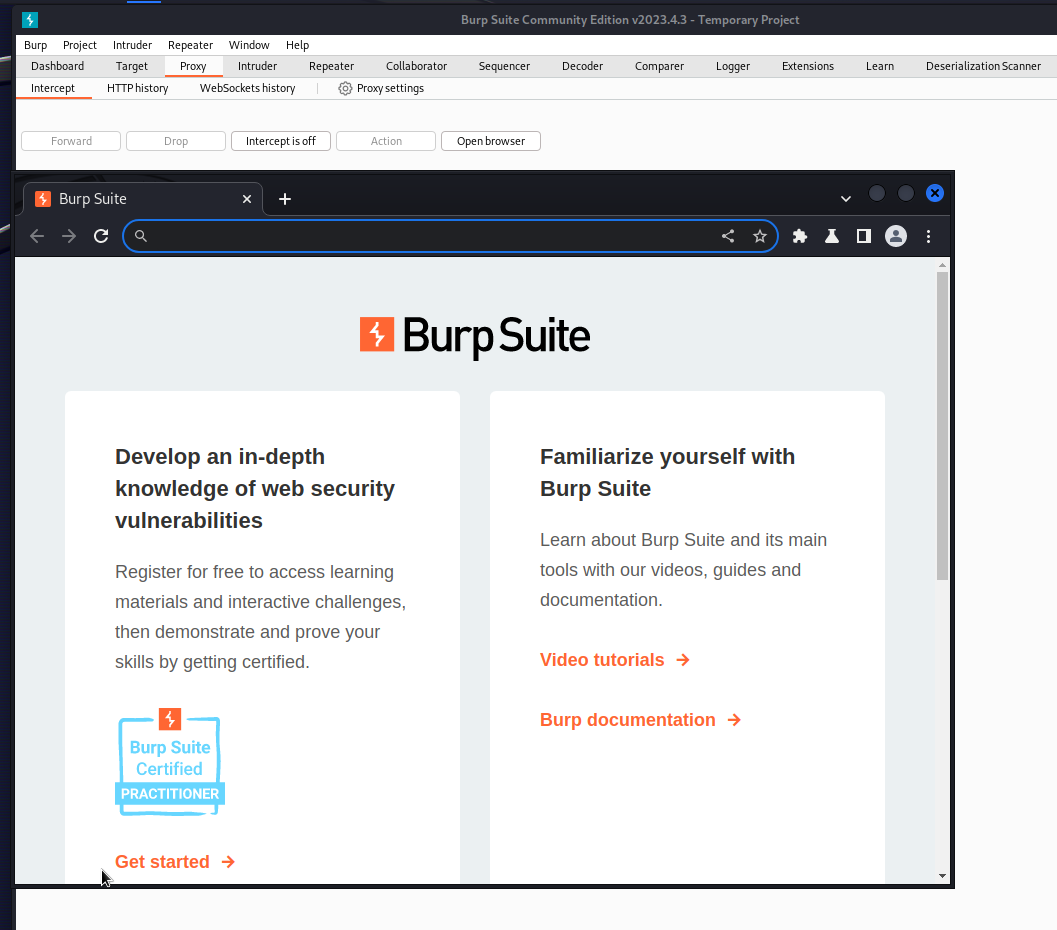 Burp Suite Community Edition v2023.4.3 - Temporary Project
Burp Project Intruder Repeater Window Help
Dashboard Target Proxy Intruder Repeater Collaborator Sequencer Decoder Comparer Logger Extensions Learn Deserialization Scanner
Intercept HTTP history WebSockets history Proxy settings
Forward Drop Intercept is off Action Open browser
Burp Suite
Burp Suite
Develop an in-depth
knowledge of web security
vulnerabilities
Register for free to access learning
materials and interactive challenges,
then demonstrate and prove your
skills by getting certified.
Burp Suite
Certified
PRACTITIONER
Get started
Familiarize yourself with
Burp Suite
Learn about Burp Suite and its main
tools with our videos, guides and
documentation.
Video tutorials
Burp documentation